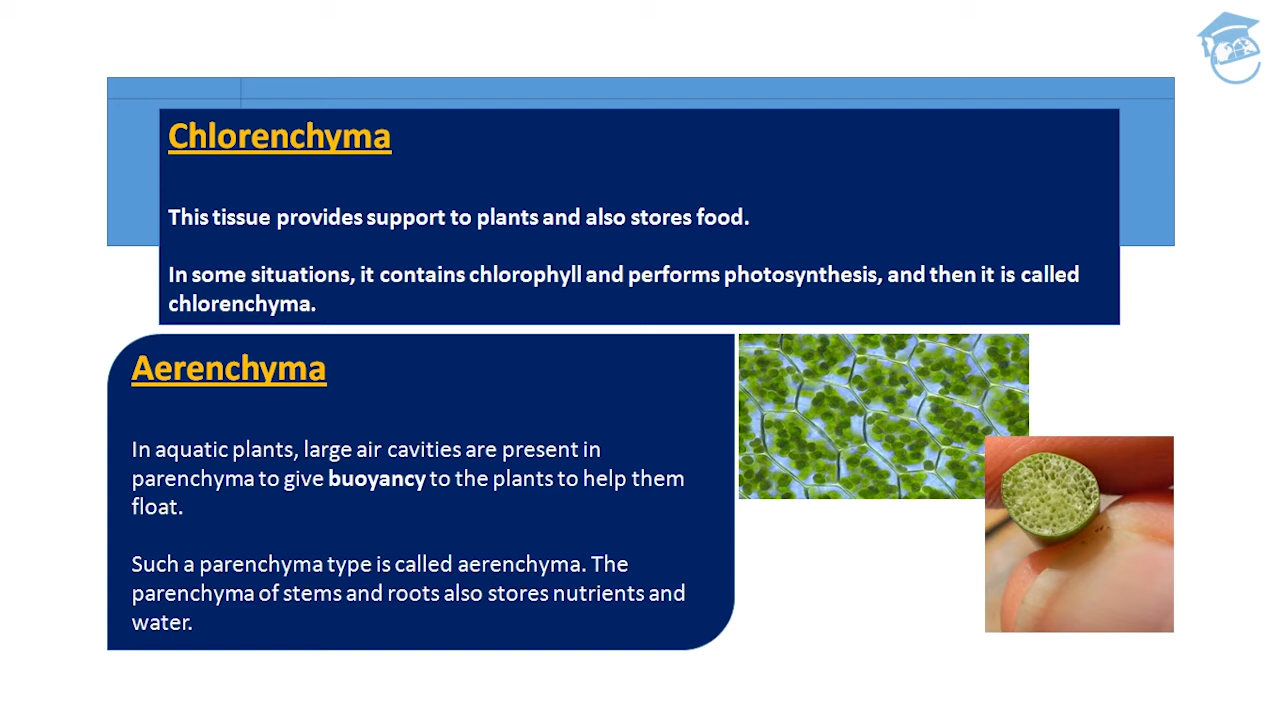 Chlorenchyma
This tissue provides support to plants and also stores food.
In some situations, it contains chlorophyll and performs photosynthesis, and then it is called
chlorenchyma.
Aerenchyma
In aquatic plants, large air cavities are present in
parenchyma to give buoyancy to the plants to help them
float.
Such a parenchyma type is called aerenchyma. The
parenchyma of stems and roots also stores nutrients and
water.